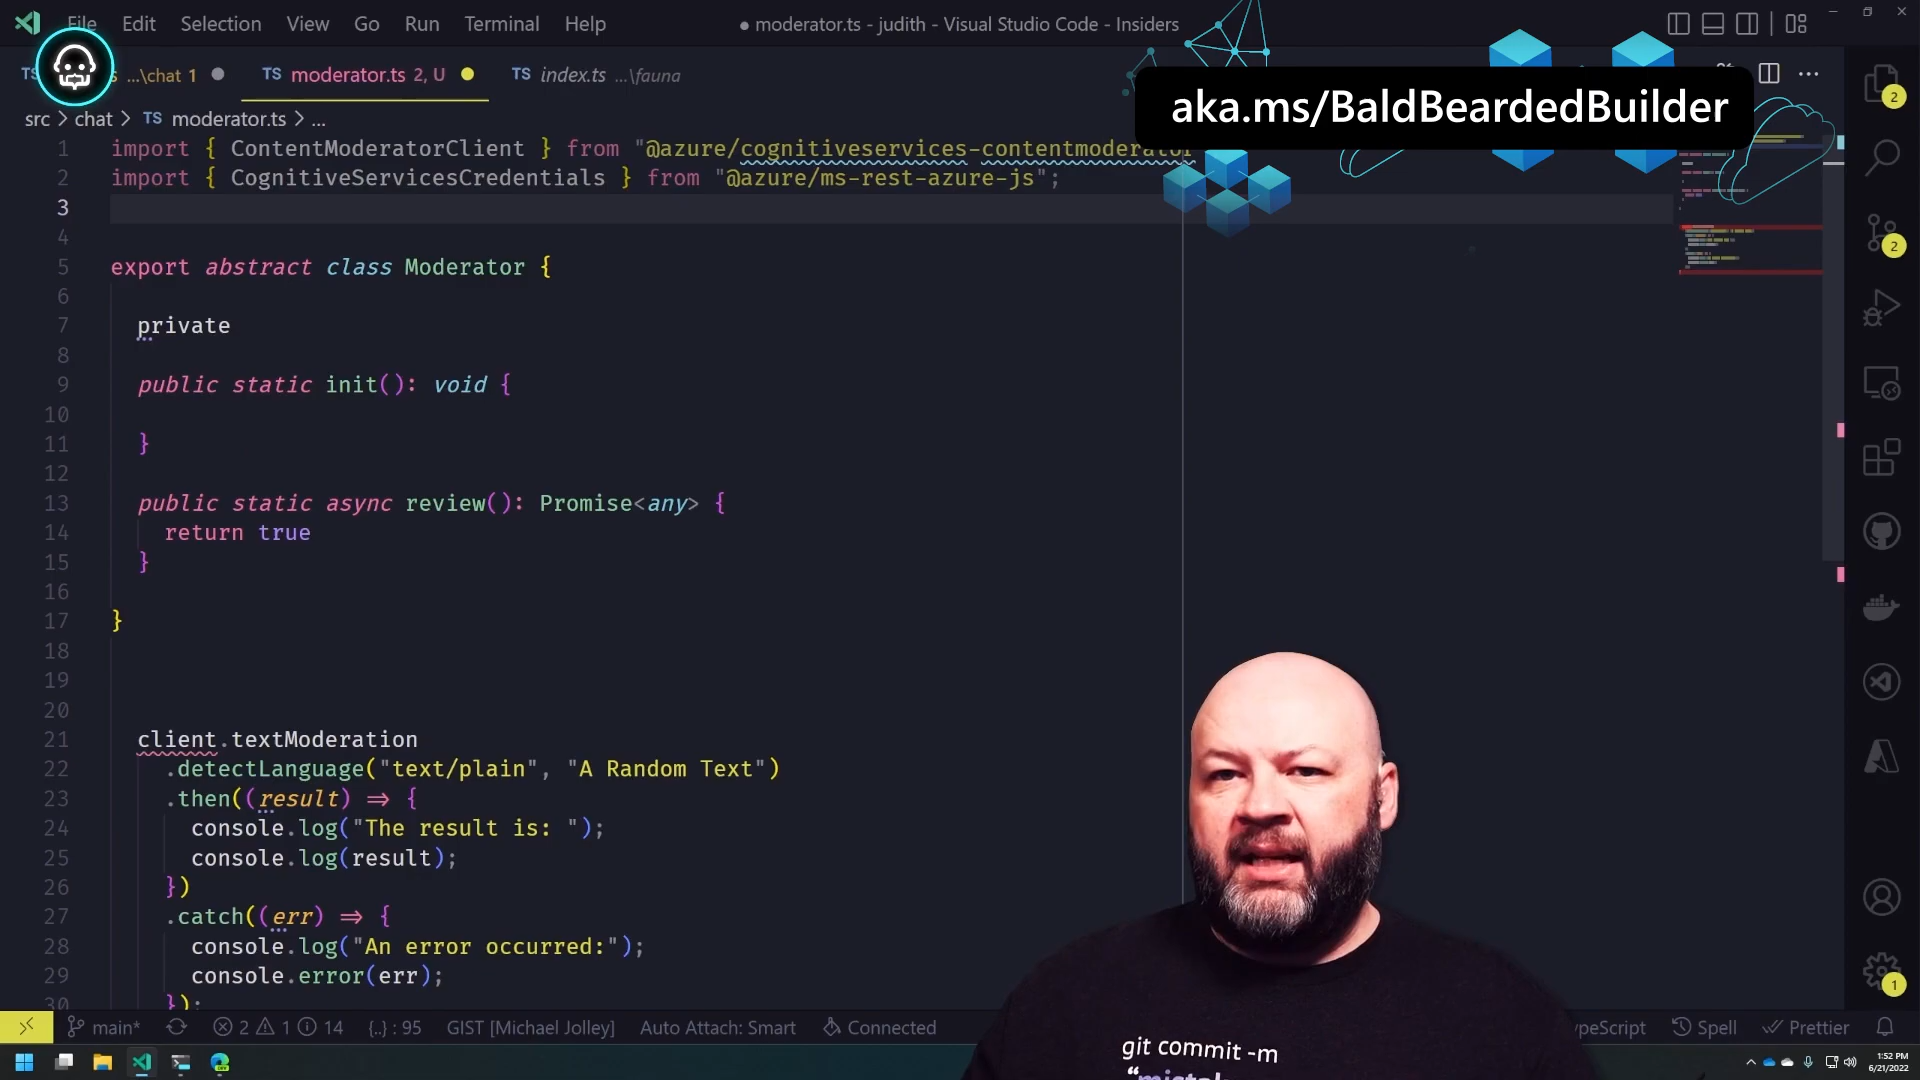 File Edit Selection View Go Run Terminal Help
● moderator.ts - judith - Visual Studio Code - Insiders
...\chat 1
TS moderator.ts 2, U
TS index.ts ...\fauna
aka.ms/BaldBeardedBuilder
src > chat > TS moderator.ts > ...
1 import { ContentModeratorClient } from "@azure/cognitiveservices-contentmoderator
2 import { CognitiveServicesCredentials } from "@azure/ms-rest-azure-js";
3
4
5 export abstract class Moderator {
6
7 private
8
9 public static init(): void {
10
11 }
12
13 public static async review(): Promise<any> {
14 return true
15 }
16
17 }
18
19
20
21 client.textModeration
22 .detectLanguage("text/plain", "A Random Text")
23 .then((result) => {
24 console.log("The result is: ");
25 console.log(result);
26 })
27 .catch((err) => {
28 console.log("An error occurred:");
29 console.error(err);
30 });
2
2
1
git commit -m
main* 2 1 14 {..} : 95 GIST [Michael Jolley] Auto Attach: Smart Connected
ypeScript Spell Prettier
1:52 PM
6/21/2022